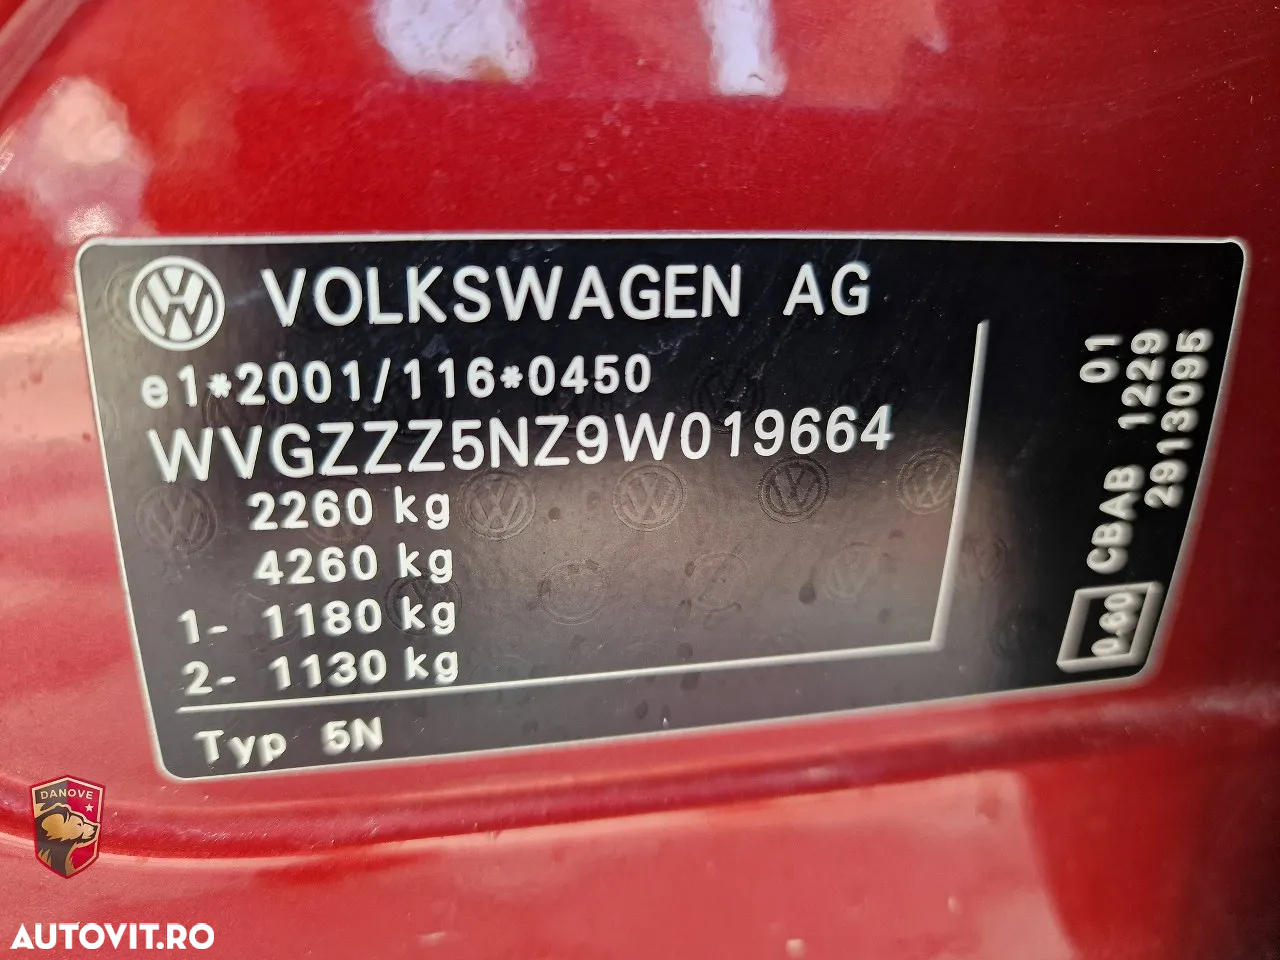 VOLKSWAGEN AG
e1*2001/116*0450
WVGZZZ5NZ9W019664
2260 kg
4260 kg
1- 1180 kg
2- 1130 kg
Typ 5N
01
CBAB 1229
2913095
0.60
DANOVE
AUTOVIT.RO